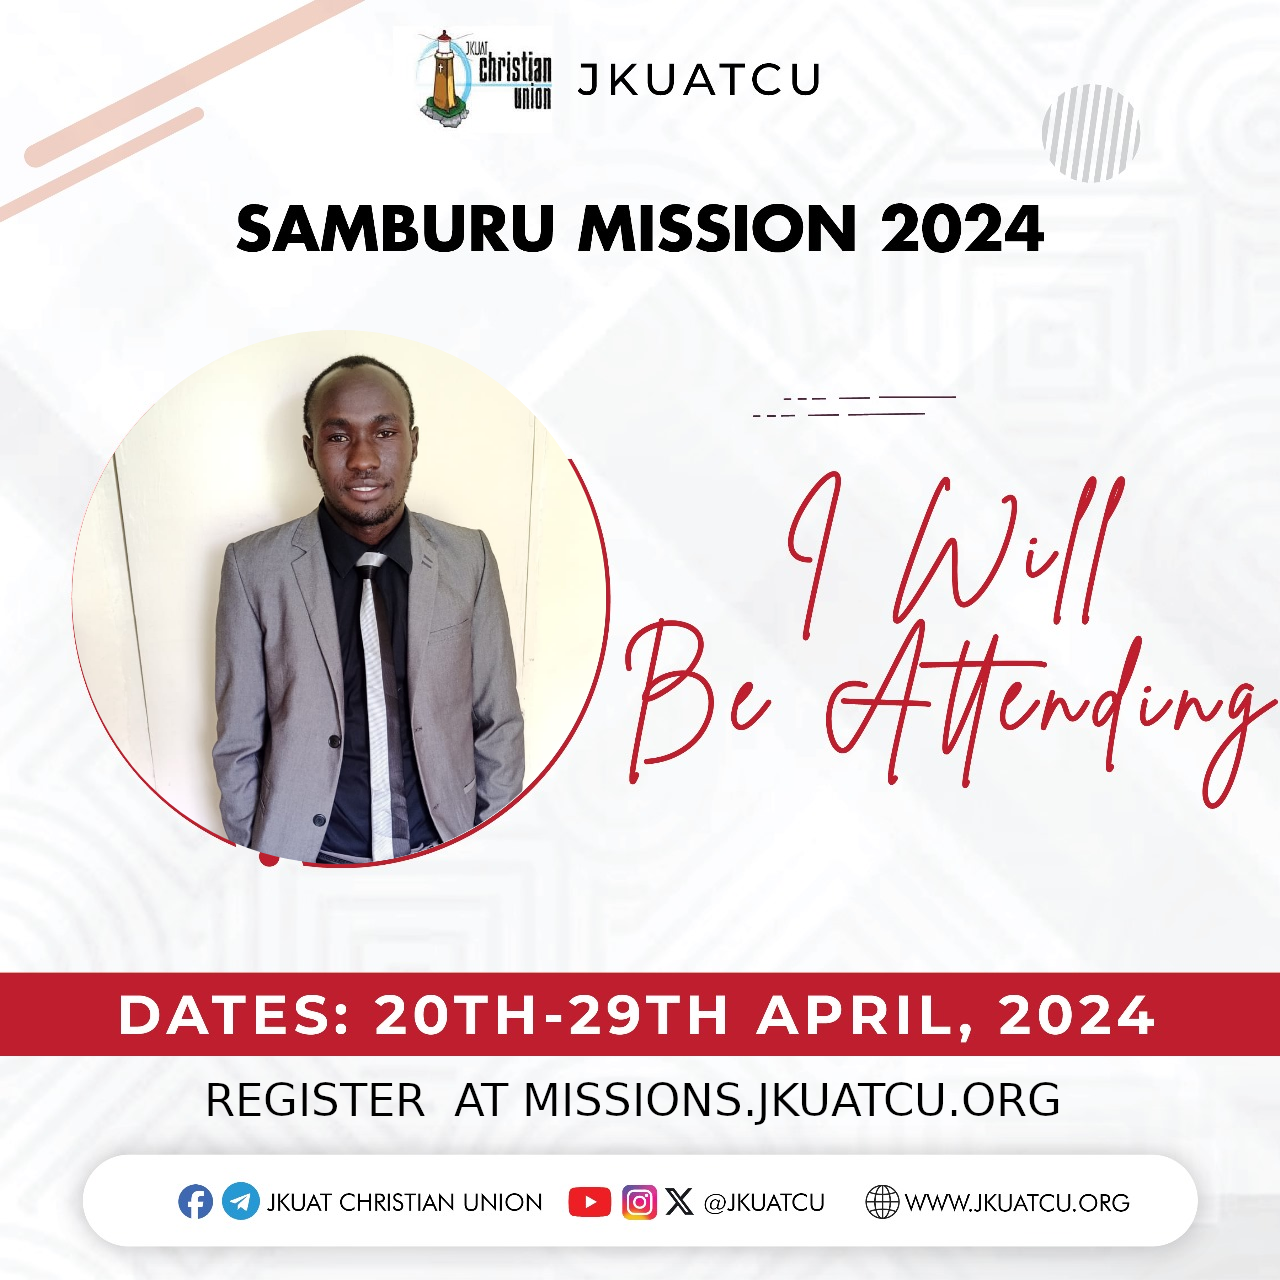 JKUAT
christian
union
JKUATCU
SAMBURU MISSION 2024
I Will
Be Attending
DATES: 20TH-29TH APRIL, 2024
REGISTER  AT MISSIONS.JKUATCU.ORG
JKUAT CHRISTIAN UNION @JKUATCU WWW.JKUATCU.ORG